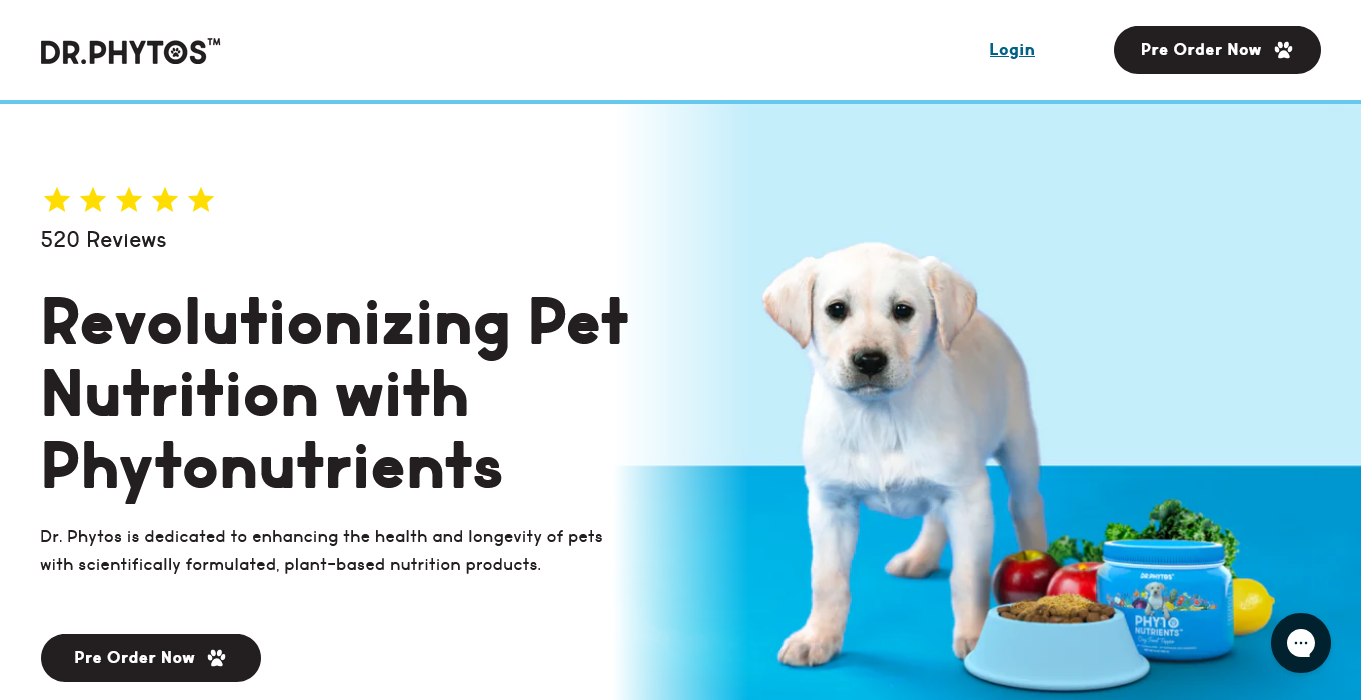 DR.PHYTOS™
Login
Pre Order Now
520 Reviews
Revolutionizing Pet
Nutrition with
Phytonutrients
Dr. Phytos is dedicated to enhancing the health and longevity of pets
with scientifically formulated, plant-based nutrition products.
Pre Order Now
DR.PHYTOS
PHYTO
NUTRIENTS™